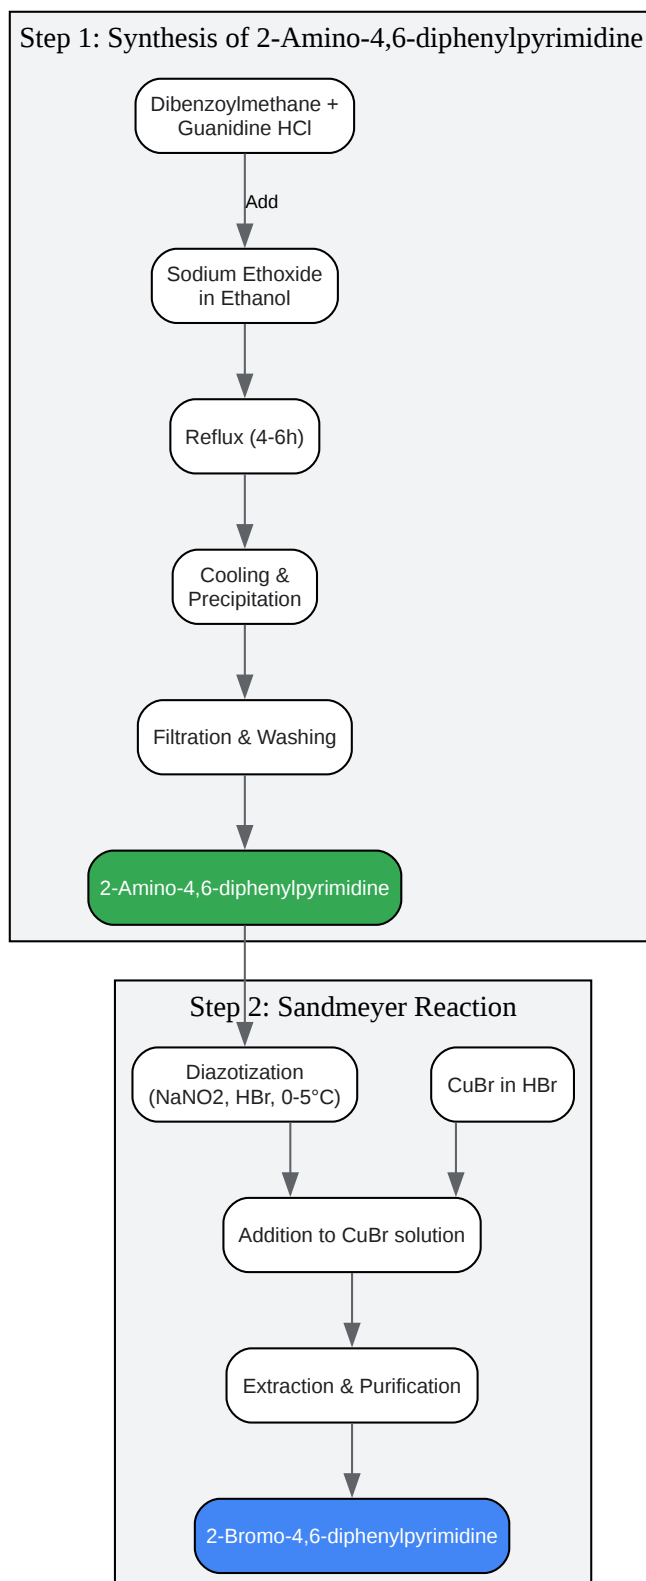 Step 1: Synthesis of 2-Amino-4,6-diphenylpyrimidine
Dibenzoylmethane +
Guanidine HCl
Add
Sodium Ethoxide
in Ethanol
Reflux (4-6h)
Cooling &
Precipitation
Filtration & Washing
2-Amino-4,6-diphenylpyrimidine
Step 2: Sandmeyer Reaction
Diazotization
(NaNO2, HBr, 0-5°C)
CuBr in HBr
Addition to CuBr solution
Extraction & Purification
2-Bromo-4,6-diphenylpyrimidine